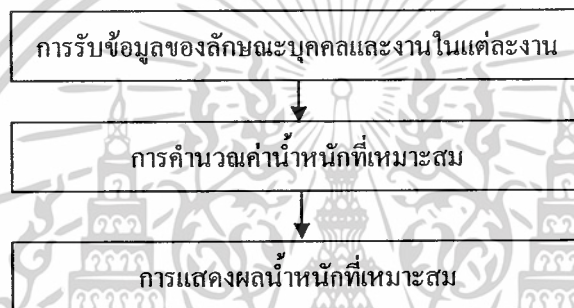 การรับข้อมูลของลักษณะบุคคลและงานในแต่ละงาน
การคำนวณค่าน้ำหนักที่เหมาะสม
การแสดงผลน้ำหนักที่เหมาะสม